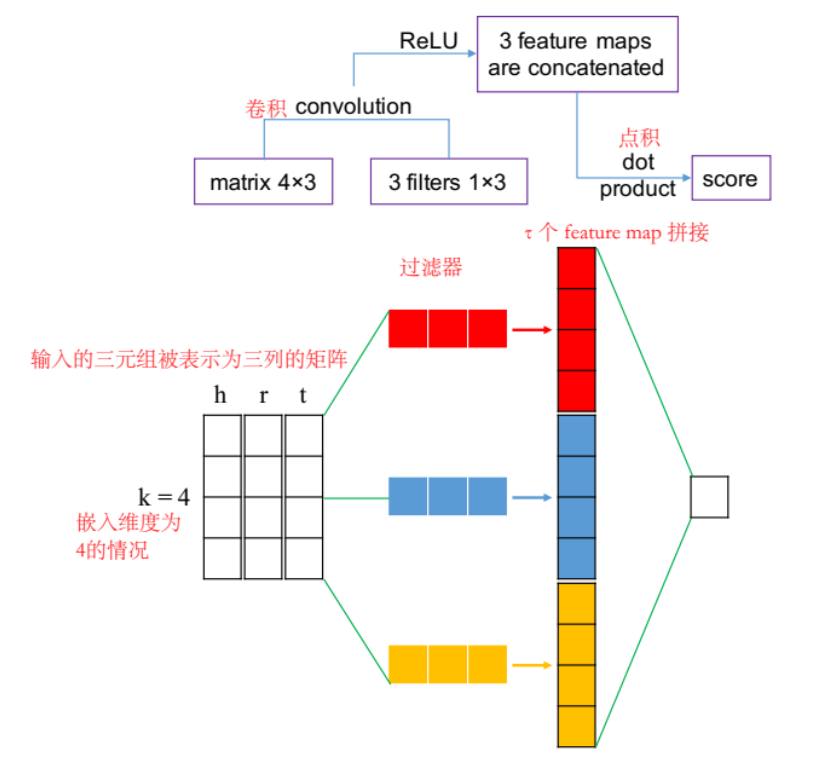 ReLU
3 feature maps
are concatenated
卷积 convolution
点积
dot
product
score
matrix 4×3
3 filters 1×3
τ 个 feature map 拼接
过滤器
输入的三元组被表示为三列的矩阵
h r t
k = 4
嵌入维度为
4的情况